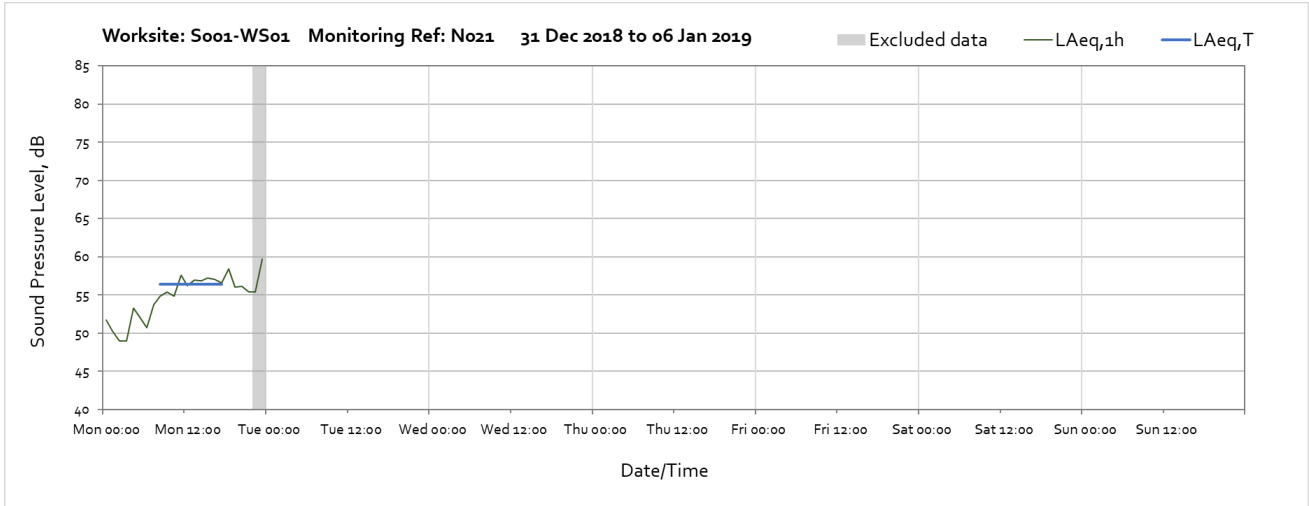 Worksite: S001-WS01 Monitoring Ref: N021 31 Dec 2018 to 06 Jan 2019
Excluded data LAeq,1h LAeq,T
85
80
75
70
65
60
55
50
45
40
Sound Pressure Level, dB
Mon 00:00 Mon 12:00 Tue 00:00 Tue 12:00 Wed 00:00 Wed 12:00 Thu 00:00 Thu 12:00 Fri 00:00 Fri 12:00 Sat 00:00 Sat 12:00 Sun 00:00 Sun 12:00
Date/Time